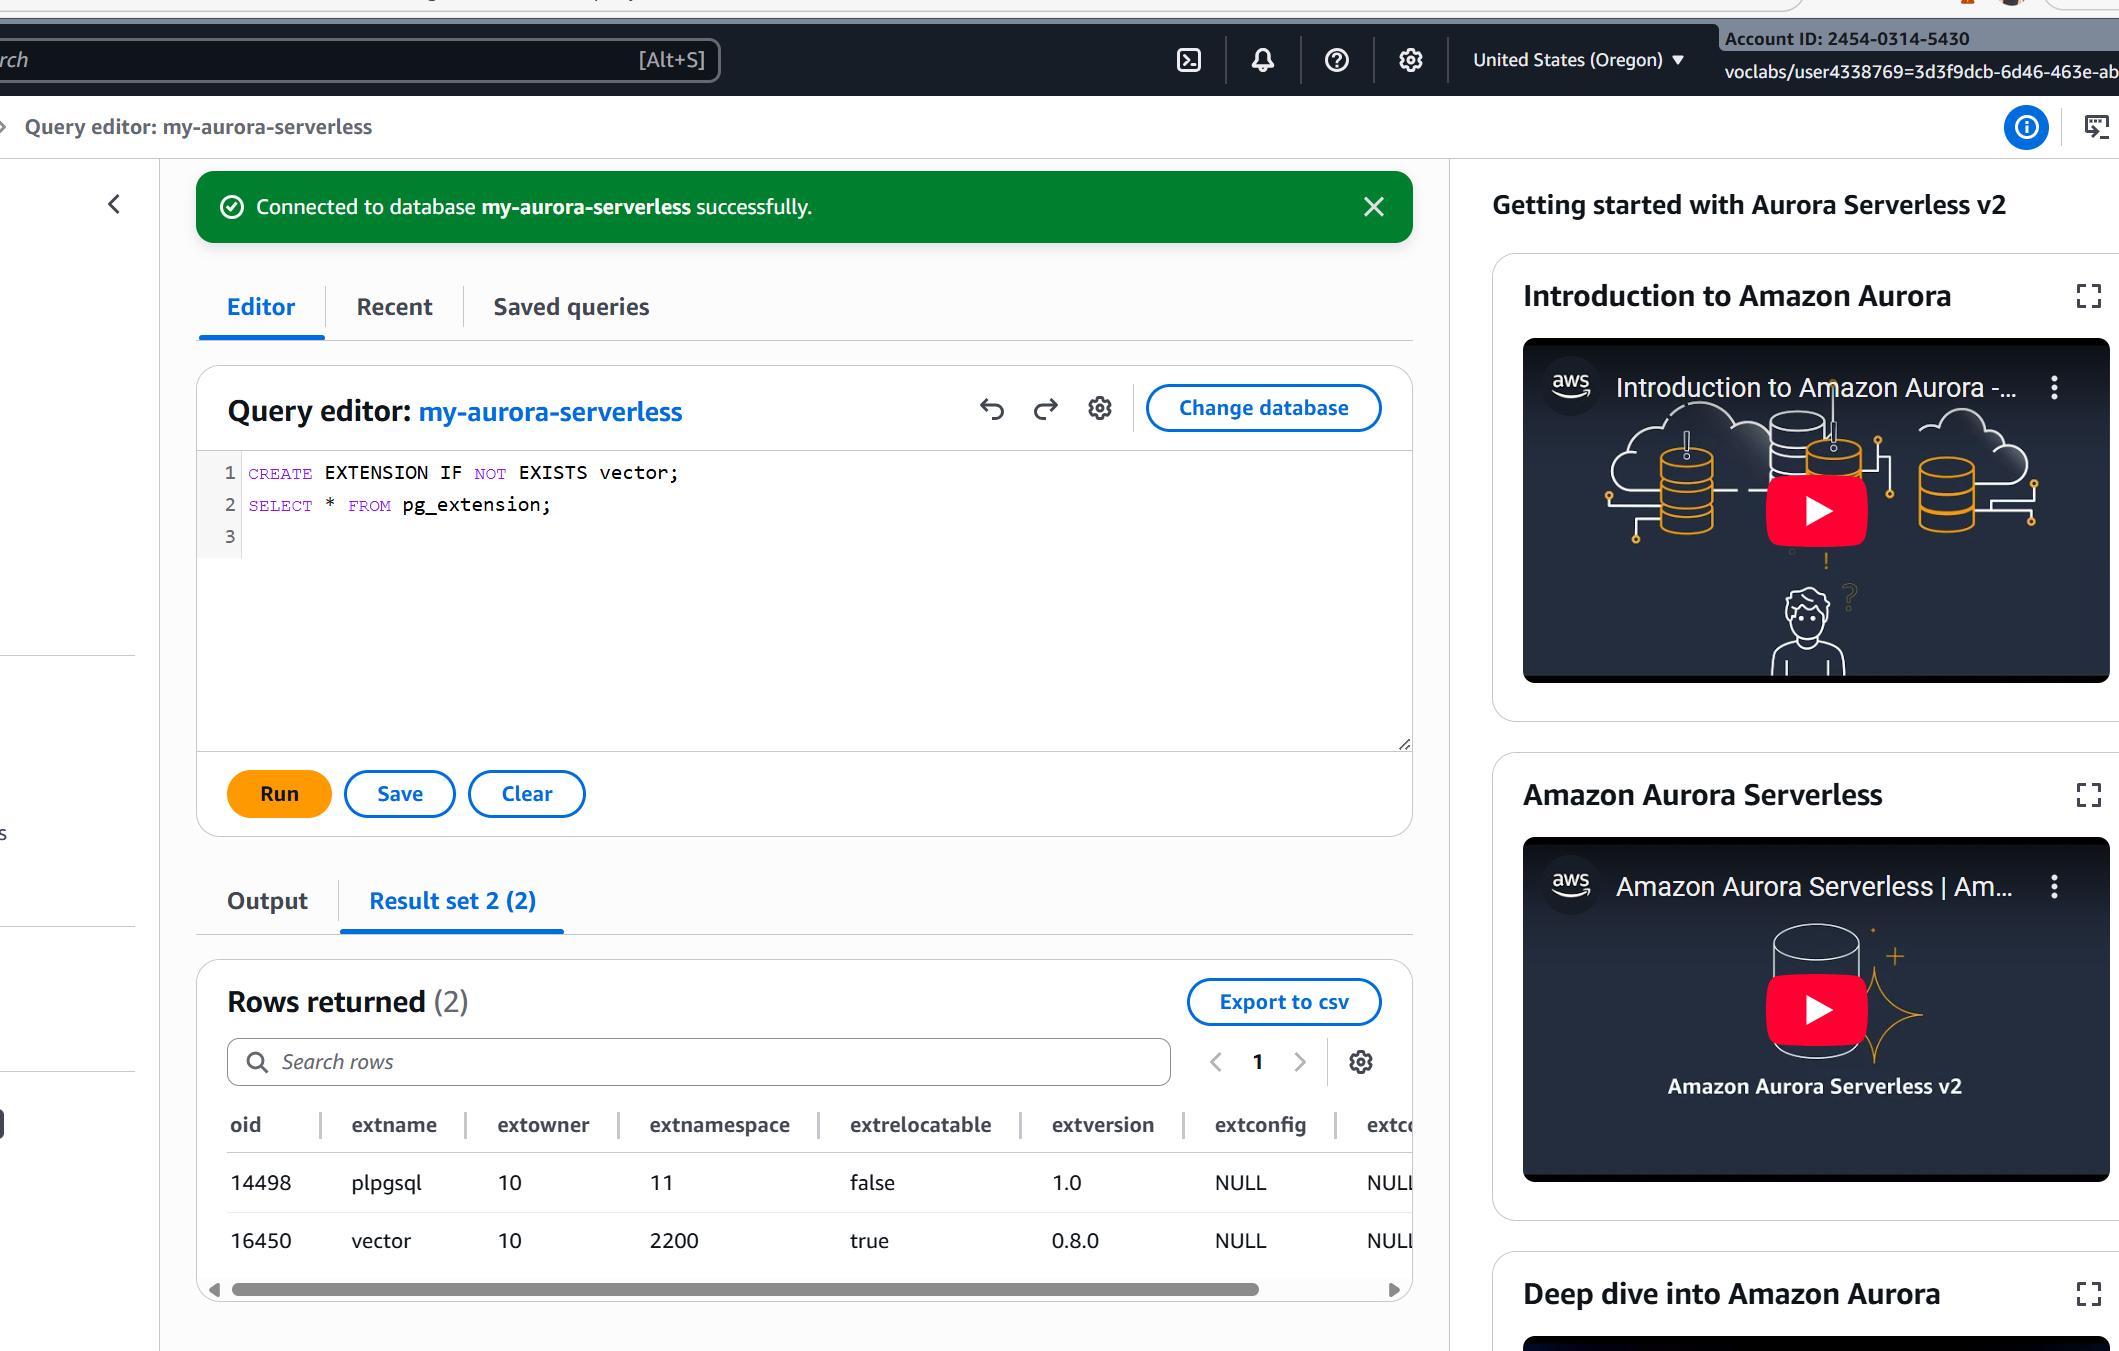 rch
[Alt+S]
United States (Oregon)
Account ID: 2454-0314-5430
voclabs/user4338769=3d3f9dcb-6d46-463e-ab
Query editor: my-aurora-serverless
Connected to database my-aurora-serverless successfully.
Editor
Recent
Saved queries
Query editor: my-aurora-serverless
Change database
1 CREATE EXTENSION IF NOT EXISTS vector;
2 SELECT * FROM pg_extension;
3
Run
Save
Clear
s
Output
Result set 2 (2)
Rows returned (2)
Export to csv
Search rows
1
oid extname extowner extnamespace extrelocatable extversion extconfig extco
14498 plpgsql 10 11 false 1.0 NULL NULL
16450 vector 10 2200 true 0.8.0 NULL NULL
Getting started with Aurora Serverless v2
Introduction to Amazon Aurora
aws
Introduction to Amazon Aurora -...
Amazon Aurora Serverless
aws
Amazon Aurora Serverless | Am...
Amazon Aurora Serverless v2
Deep dive into Amazon Aurora